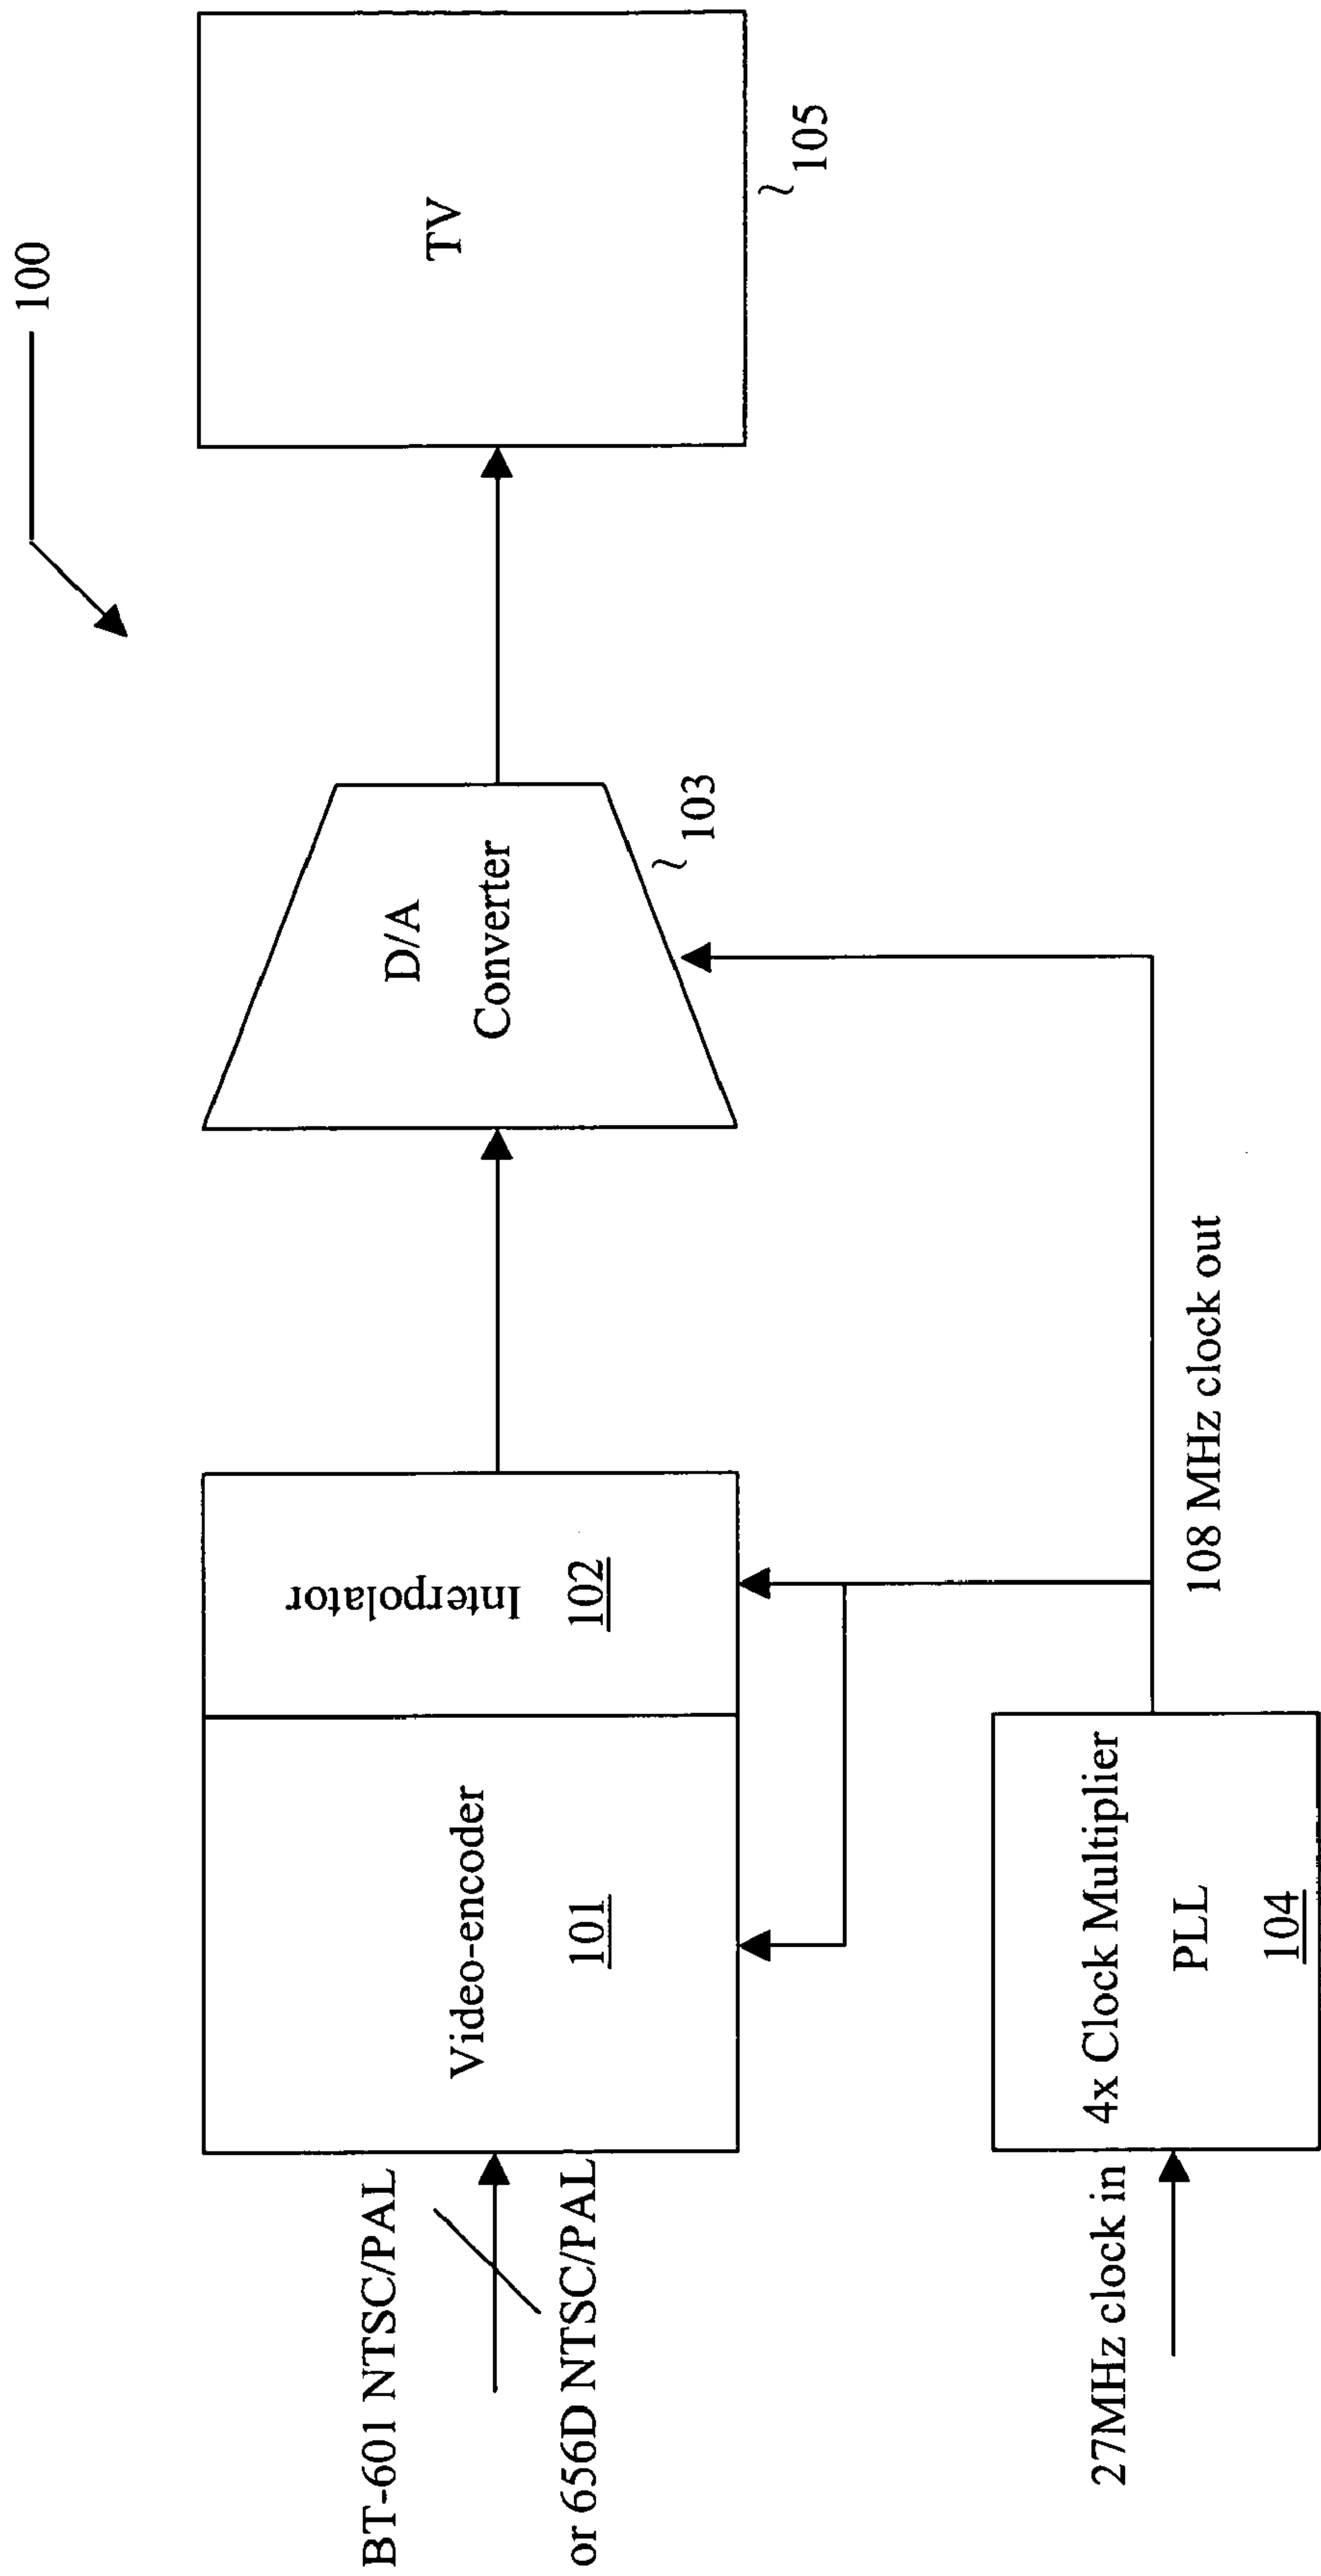 100
BT-601 NTSC/PAL
or 656D NTSC/PAL
Video-encoder
101
Interpolator
102
D/A
Converter
103
TV
105
27MHz clock in
4x Clock Multiplier
PLL
104
108 MHz clock out